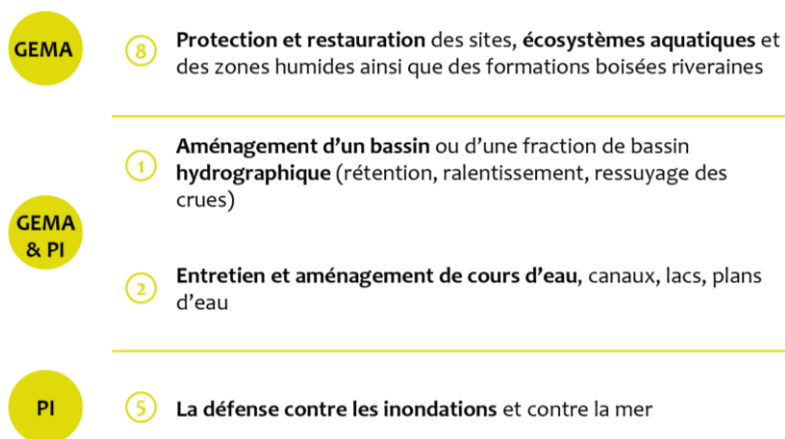 GEMA
8
Protection et restauration des sites, écosystèmes aquatiques et
des zones humides ainsi que des formations boisées riveraines
1
Aménagement d'un bassin ou d'une fraction de bassin
hydrographique (rétention, ralentissement, ressuyage des
crues)
GEMA
& PI
2
Entretien et aménagement de cours d'eau, canaux, lacs, plans
d'eau
PI
5
La défense contre les inondations et contre la mer